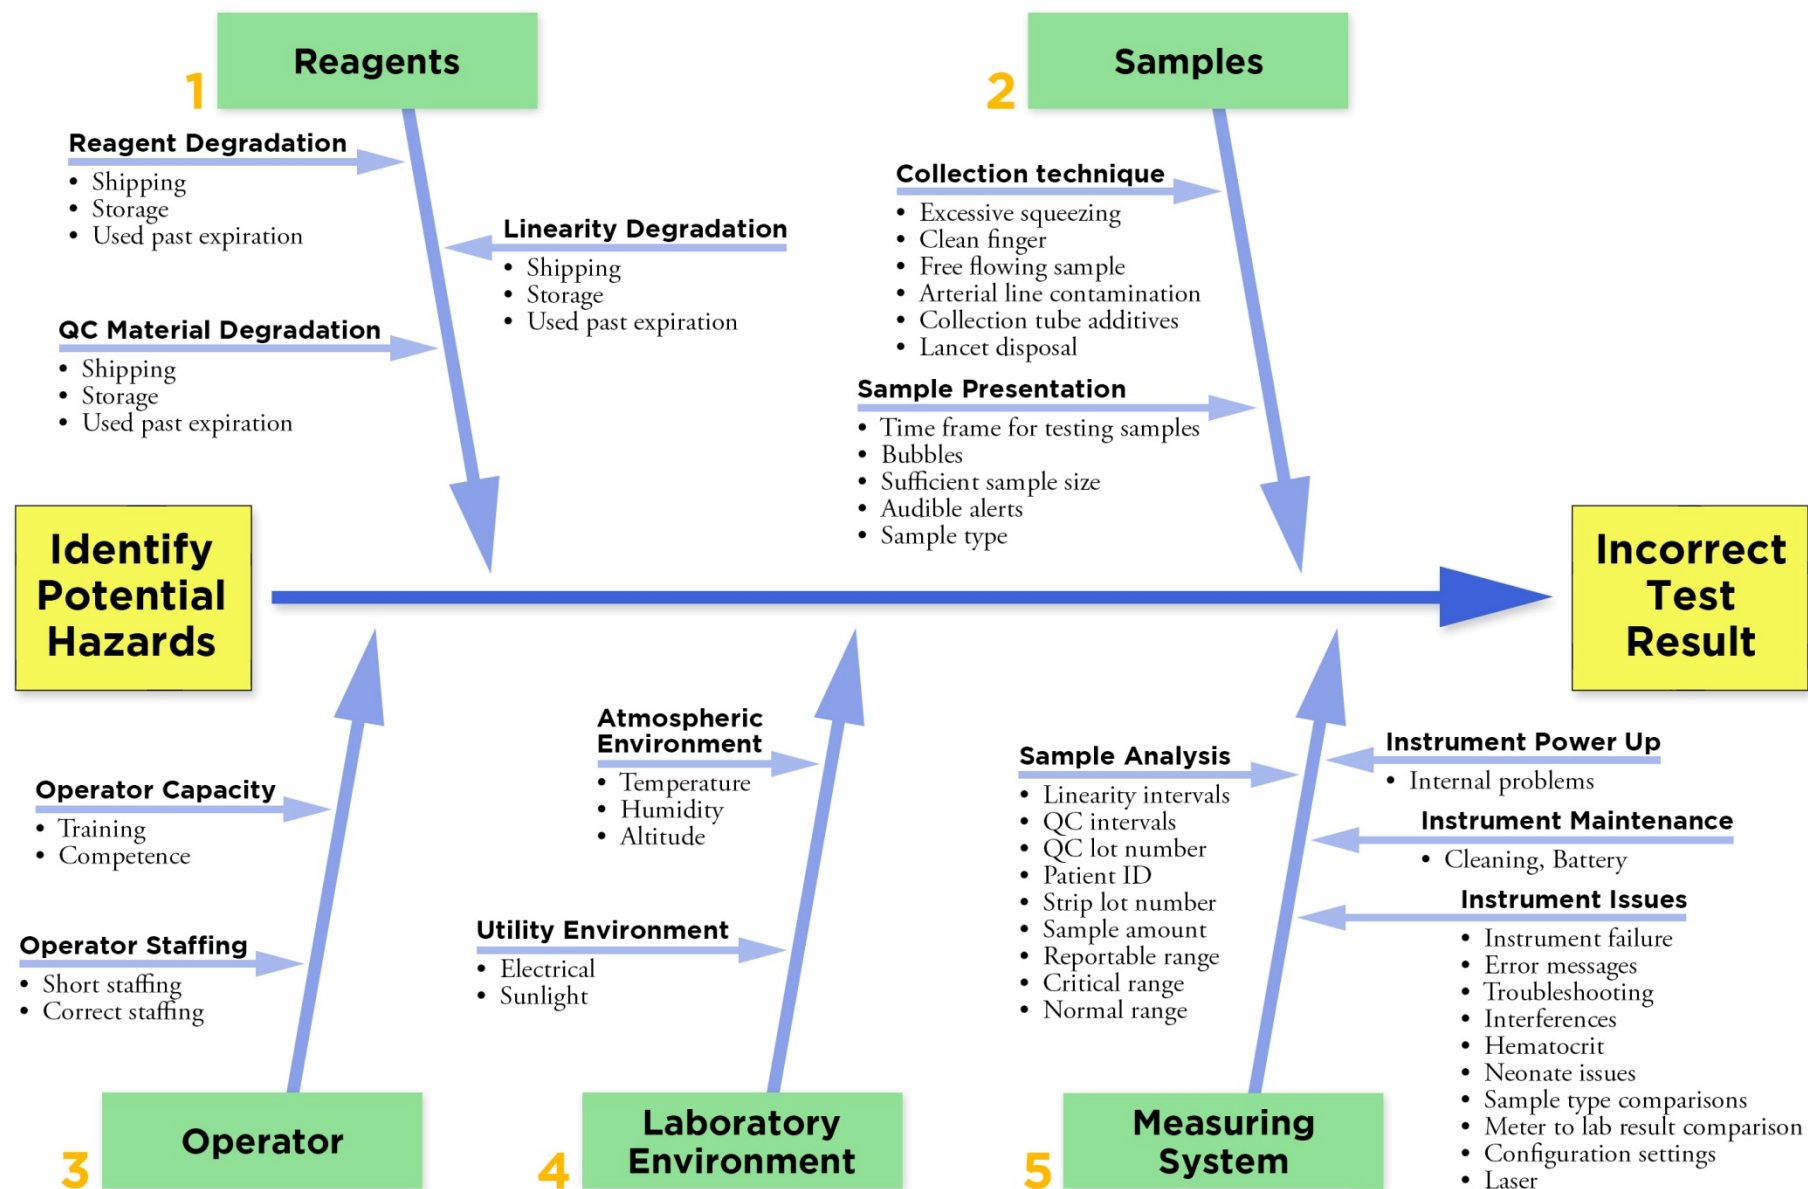 1
Reagents
Reagent Degradation
• Shipping
• Storage
• Used past expiration
Linearity Degradation
• Shipping
• Storage
• Used past expiration
QC Material Degradation
• Shipping
• Storage
• Used past expiration
2
Samples
Collection technique
• Excessive squeezing
• Clean finger
• Free flowing sample
• Arterial line contamination
• Collection tube additives
• Lancet disposal
Sample Presentation
• Time frame for testing samples
• Bubbles
• Sufficient sample size
• Audible alerts
• Sample type
Identify
Potential
Hazards
Incorrect
Test
Result
Operator Capacity
• Training
• Competence
Operator Staffing
• Short staffing
• Correct staffing
3
Operator
Atmospheric
Environment
• Temperature
• Humidity
• Altitude
Utility Environment
• Electrical
• Sunlight
4
Laboratory
Environment
Sample Analysis
• Linearity intervals
• QC intervals
• QC lot number
• Patient ID
• Strip lot number
• Sample amount
• Reportable range
• Critical range
• Normal range
Instrument Power Up
• Internal problems
Instrument Maintenance
• Cleaning, Battery
Instrument Issues
• Instrument failure
• Error messages
• Troubleshooting
• Interferences
• Hematocrit
• Neonate issues
• Sample type comparisons
• Meter to lab result comparison
• Configuration settings
• Laser
5
Measuring
System